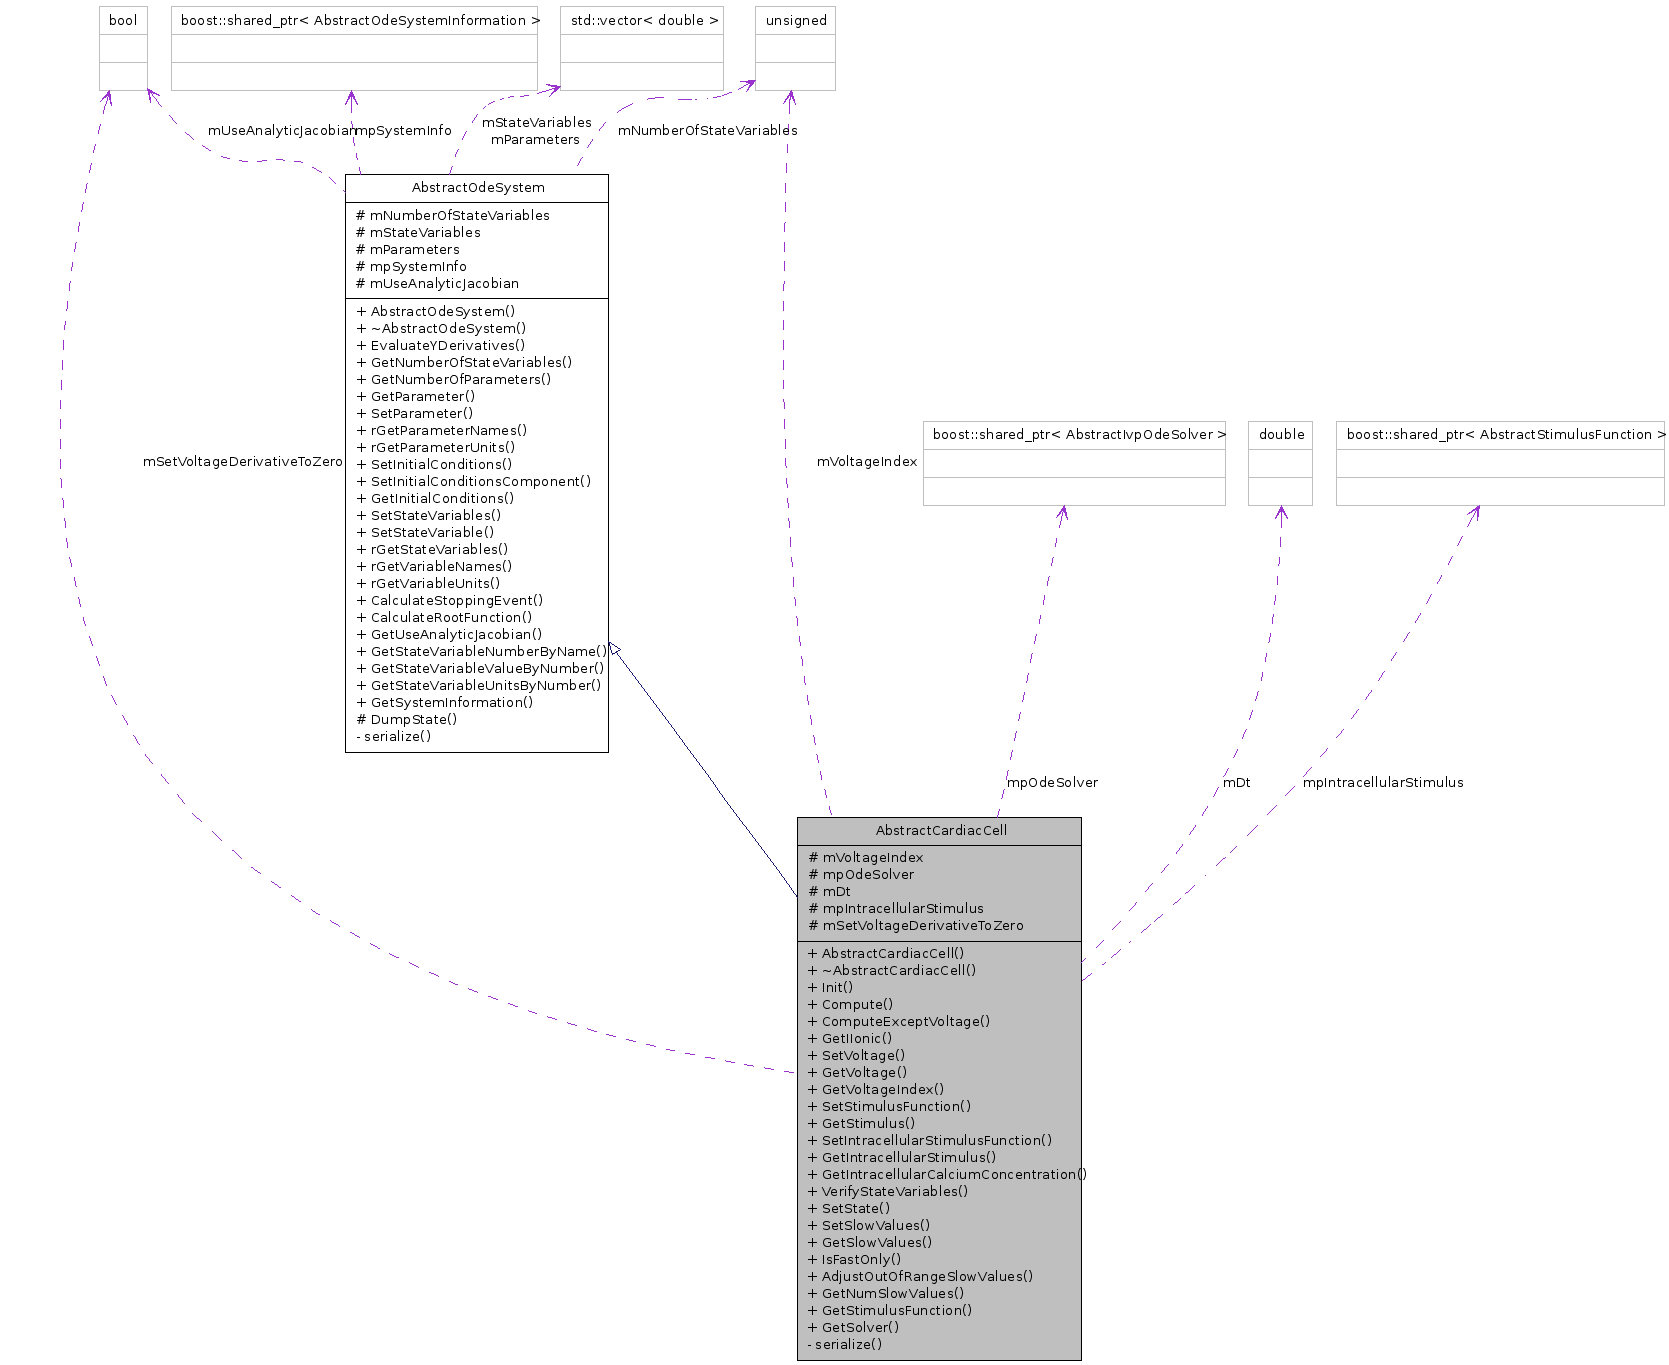 bool
boost::shared_ptr< AbstractOdeSystemInformation >
std::vector< double >
unsigned
mUseAnalyticJacobian
mpSystemInfo
mStateVariables
mParameters
mNumberOfStateVariables
AbstractOdeSystem
# mNumberOfStateVariables
# mStateVariables
# mParameters
# mpSystemInfo
# mUseAnalyticJacobian
+ AbstractOdeSystem()
+ ~AbstractOdeSystem()
+ EvaluateYDerivatives()
+ GetNumberOfStateVariables()
+ GetNumberOfParameters()
+ GetParameter()
+ SetParameter()
+ rGetParameterNames()
+ rGetParameterUnits()
+ SetInitialConditions()
+ SetInitialConditionsComponent()
+ GetInitialConditions()
+ SetStateVariables()
+ SetStateVariable()
+ rGetStateVariables()
+ rGetVariableNames()
+ rGetVariableUnits()
+ CalculateStoppingEvent()
+ CalculateRootFunction()
+ GetUseAnalyticJacobian()
+ GetStateVariableNumberByName()
+ GetStateVariableValueByNumber()
+ GetStateVariableUnitsByNumber()
+ GetSystemInformation()
# DumpState()
- serialize()
mSetVoltageDerivativeToZero
mVoltageIndex
boost::shared_ptr< AbstractIvpOdeSolver >
double
boost::shared_ptr< AbstractStimulusFunction >
mpOdeSolver
mDt
mpIntracellularStimulus
AbstractCardiacCell
# mVoltageIndex
# mpOdeSolver
# mDt
# mpIntracellularStimulus
# mSetVoltageDerivativeToZero
+ AbstractCardiacCell()
+ ~AbstractCardiacCell()
+ Init()
+ Compute()
+ ComputeExceptVoltage()
+ GetIIonic()
+ SetVoltage()
+ GetVoltage()
+ GetVoltageIndex()
+ SetStimulusFunction()
+ GetStimulus()
+ SetIntracellularStimulusFunction()
+ GetIntracellularStimulus()
+ GetIntracellularCalciumConcentration()
+ VerifyStateVariables()
+ SetState()
+ SetSlowValues()
+ GetSlowValues()
+ IsFastOnly()
+ AdjustOutOfRangeSlowValues()
+ GetNumSlowValues()
+ GetStimulusFunction()
+ GetSolver()
- serialize()